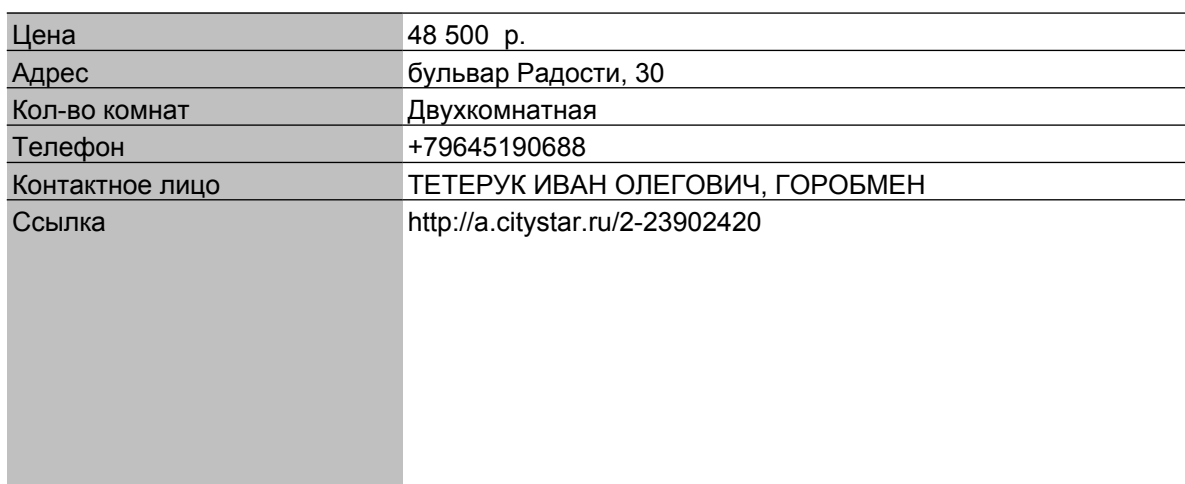 Цена 48 500 р.
Адрес бульвар Радости, 30
Кол-во комнат Двухкомнатная
Телефон +79645190688
Контактное лицо ТЕТЕРУК ИВАН ОЛЕГОВИЧ, ГОРОБМЕН
Ссылка http://a.citystar.ru/2-23902420